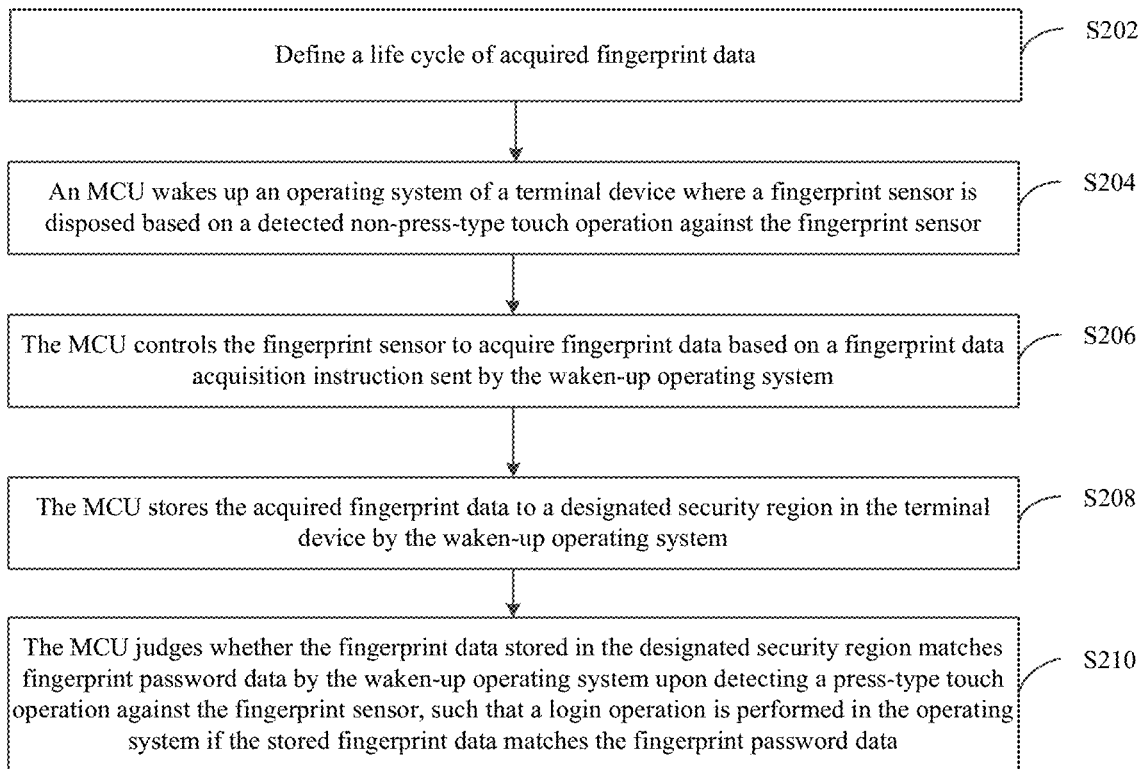 Define a life cycle of acquired fingerprint data
S202
An MCU wakes up an operating system of a terminal device where a fingerprint sensor is
disposed based on a detected non-press-type touch operation against the fingerprint sensor
S204
The MCU controls the fingerprint sensor to acquire fingerprint data based on a fingerprint data
acquisition instruction sent by the waken-up operating system
S206
The MCU stores the acquired fingerprint data to a designated security region in the terminal
device by the waken-up operating system
S208
The MCU judges whether the fingerprint data stored in the designated security region matches
fingerprint password data by the waken-up operating system upon detecting a press-type touch
operation against the fingerprint sensor, such that a login operation is performed in the operating
system if the stored fingerprint data matches the fingerprint password data
S210